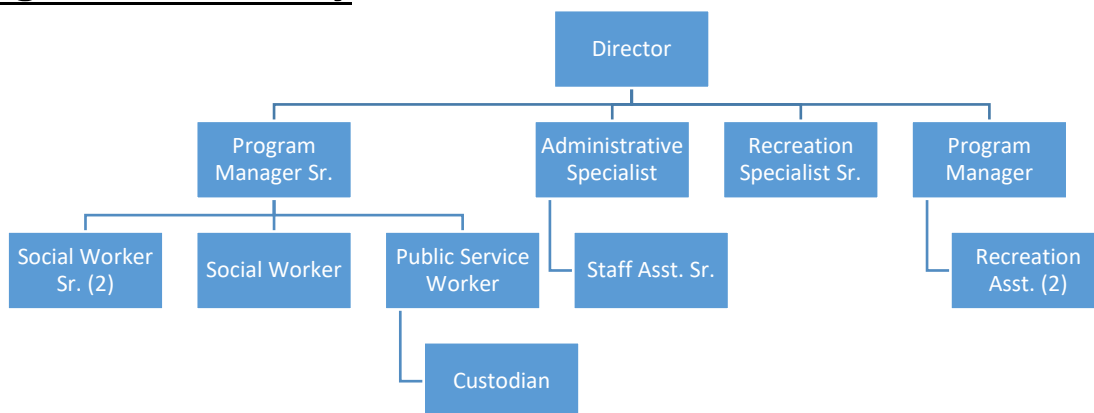 Director
Program
Manager Sr.
Administrative
Specialist
Recreation
Specialist Sr.
Program
Manager
Social Worker
Sr. (2)
Social Worker
Public Service
Worker
Staff Asst. Sr.
Recreation
Asst. (2)
Custodian